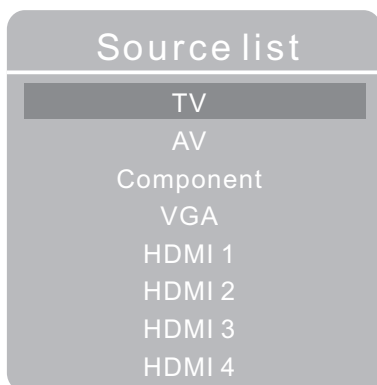 Source list
TV
AV
Component
VGA
HDMI 1
HDMI 2
HDMI 3
HDMI 4